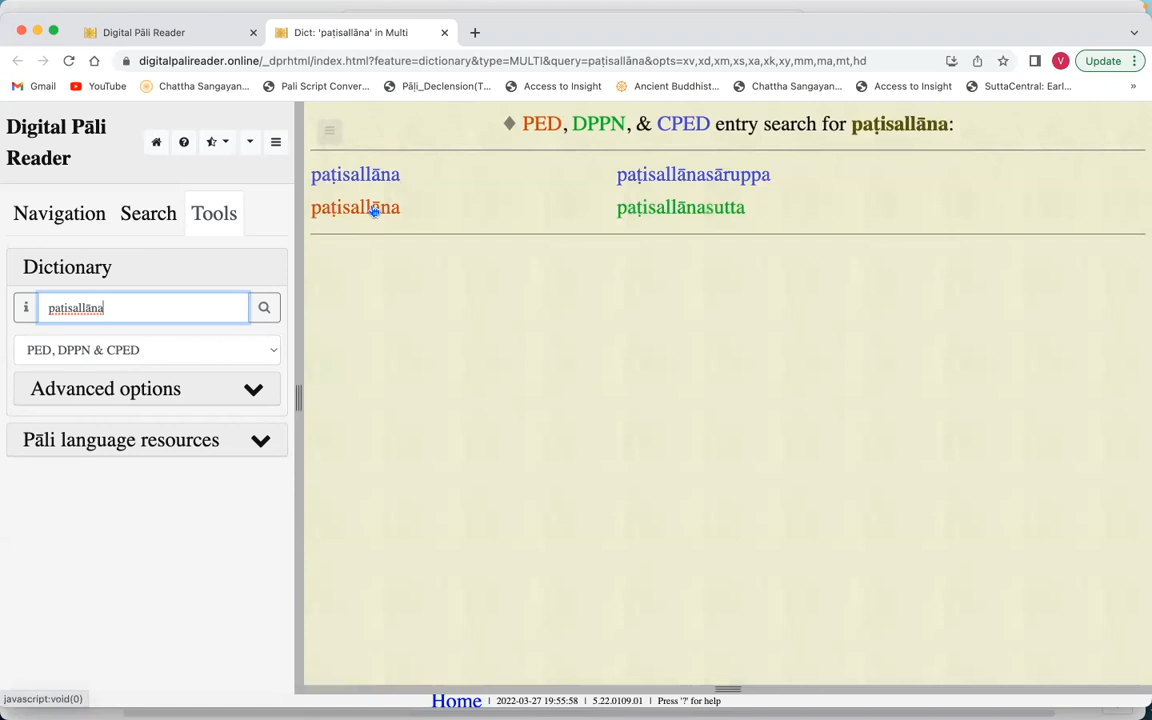 Digital Pāli Reader
Dict: 'paṭisallāna' in Multi
digitalpalireader.online/_dprhtml/index.html?feature=dictionary&type=MULTI&query=paṭisallāna&opts=xv,xd,xm,xs,xa,xk,xy,mm,ma,mt,hd
V
Update
Gmail
YouTube
Chattha Sangayan...
Pali Script Conver...
Pāḷi_Declension(T...
Access to Insight
Ancient Buddhist...
Chattha Sangayan...
Access to Insight
SuttaCentral: Earl...
»
Digital Pāli
Reader
Navigation
Search
Tools
Dictionary
paṭisallāna
PED, DPPN & CPED
Advanced options
Pāli language resources
♦ PED, DPPN, & CPED entry search for paṭisallāna:
paṭisallāna
paṭisallānasāruppa
paṭisallāna
paṭisallānasutta
javascript:void(0)
Home | 2022-03-27 19:55:58 | 5.22.0109.01 | Press '?' for help